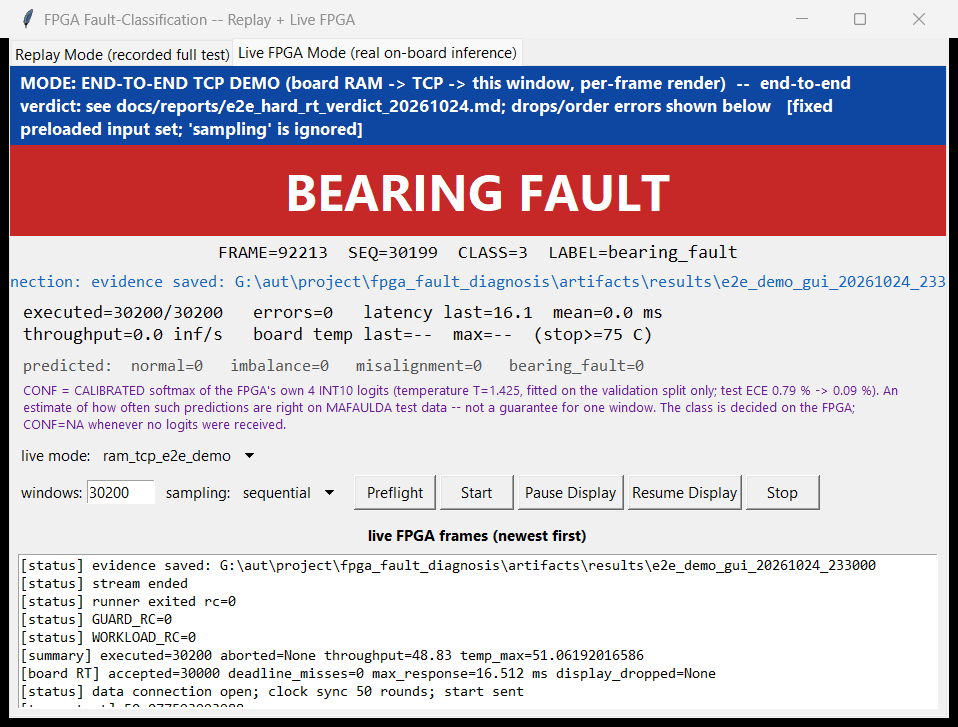 FPGA Fault-Classification -- Replay + Live FPGA
Replay Mode (recorded full test) Live FPGA Mode (real on-board inference)
MODE: END-TO-END TCP DEMO (board RAM -> TCP -> this window, per-frame render) -- end-to-end
verdict: see docs/reports/e2e_hard_rt_verdict_20261024.md; drops/order errors shown below [fixed
preloaded input set; 'sampling' is ignored]
BEARING FAULT
FRAME=92213 SEQ=30199 CLASS=3 LABEL=bearing_fault
nection: evidence saved: G:\aut\project\fpga_fault_diagnosis\artifacts\results\e2e_demo_gui_20261024_233
executed=30200/30200 errors=0 latency last=16.1 mean=0.0 ms
throughput=0.0 inf/s board temp last=-- max=-- (stop>=75 C)
predicted: normal=0 imbalance=0 misalignment=0 bearing_fault=0
CONF = CALIBRATED softmax of the FPGA's own 4 INT10 logits (temperature T=1.425, fitted on the validation split only; test ECE 0.79 % -> 0.09 %). An
estimate of how often such predictions are right on MAFAULDA test data -- not a guarantee for one window. The class is decided on the FPGA;
CONF=NA whenever no logits were received.
live mode: ram_tcp_e2e_demo
windows: 30200 sampling: sequential Preflight Start Pause Display Resume Display Stop
live FPGA frames (newest first)
[status] evidence saved: G:\aut\project\fpga_fault_diagnosis\artifacts\results\e2e_demo_gui_20261024_233000
[status] stream ended
[status] runner exited rc=0
[status] GUARD_RC=0
[status] WORKLOAD_RC=0
[summary] executed=30200 aborted=None throughput=48.83 temp_max=51.06192016586
[board RT] accepted=30000 deadline_misses=0 max_response=16.512 ms display_dropped=None
[status] data connection open; clock sync 50 rounds; start sent